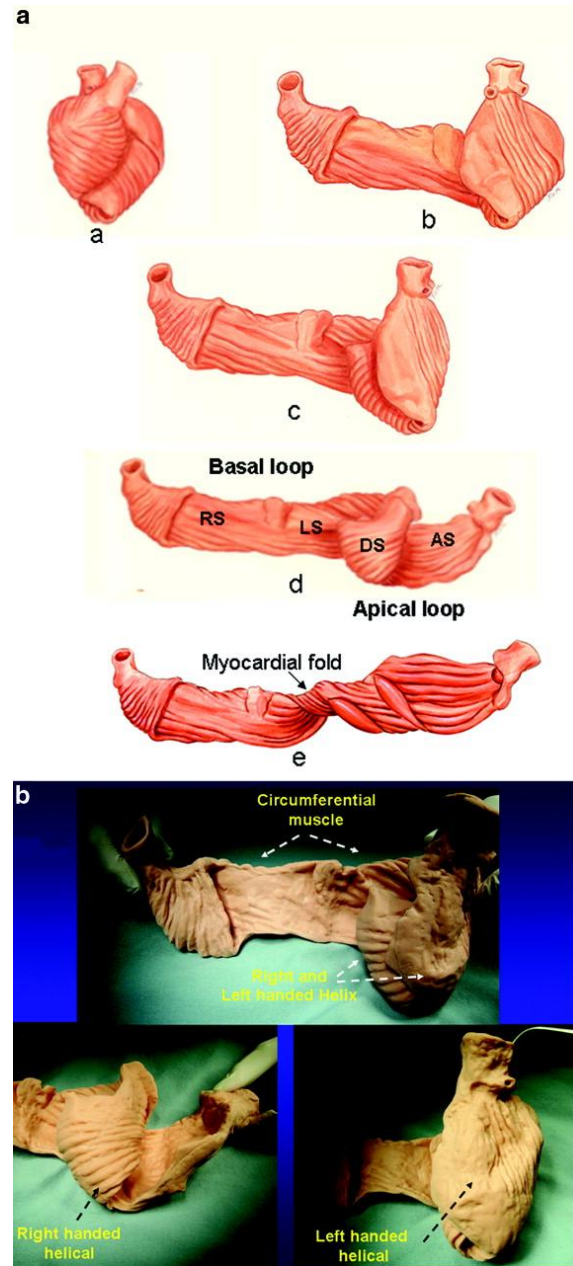 a
a
b
c
Basal loop
RS
LS
DS
AS
d
Apical loop
Myocardial fold
e
b
Circumferential
muscle
Right and
Left handed Helix
Right handed
helical
Left handed
helical